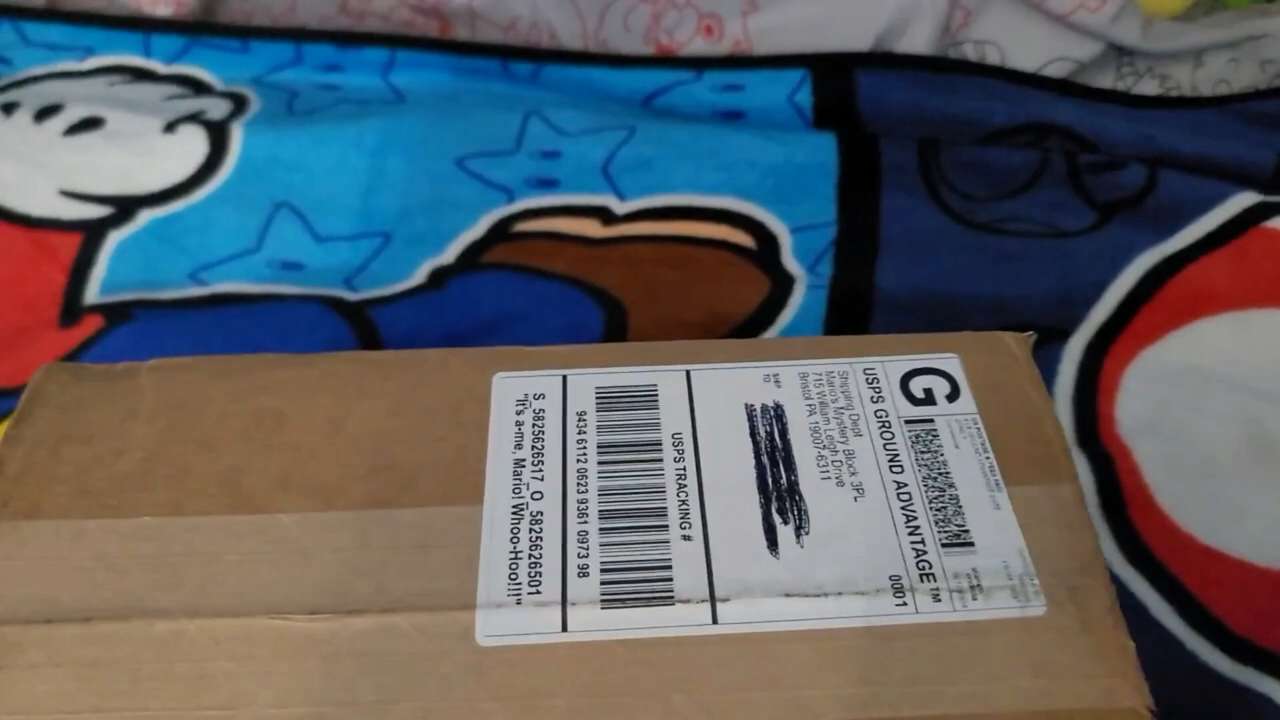 G
USPS GROUND ADVANTAGE™
Shipping Dept
Mario's Mystery Block 3PL
715 William Leigh Drive
Bristol PA 19007-6311
0001
SHIP
TO:
USPS TRACKING #
9434 6112 0623 9361 0973 98
S_5825626517_O_5825626501
"It's a-me, Mario! Whoo-Hoo!!!"